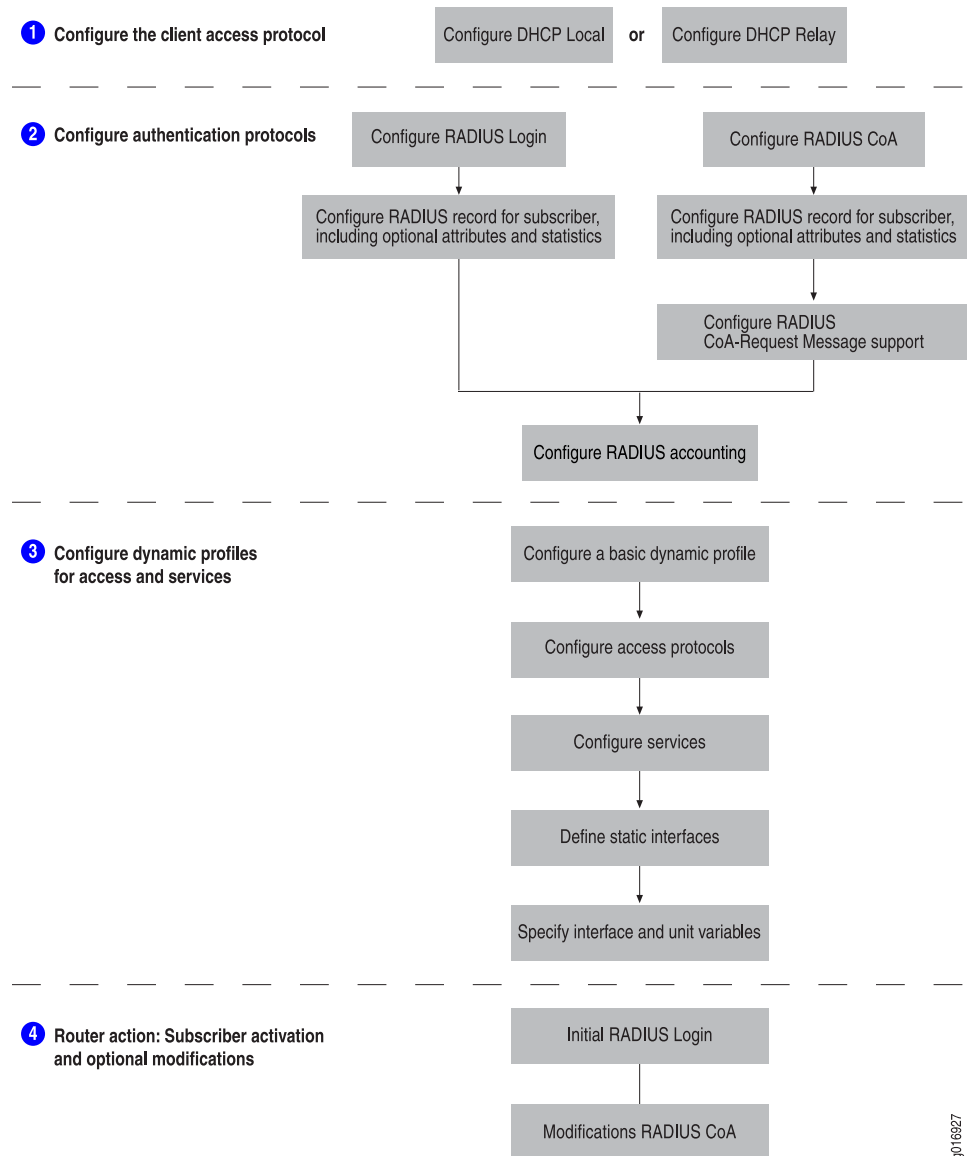 1 Configure the client access protocol
Configure DHCP Local or Configure DHCP Relay
2 Configure authentication protocols
Configure RADIUS Login
Configure RADIUS record for subscriber,
including optional attributes and statistics
Configure RADIUS CoA
Configure RADIUS record for subscriber,
including optional attributes and statistics
Configure RADIUS
CoA-Request Message support
Configure RADIUS accounting
3 Configure dynamic profiles
for access and services
Configure a basic dynamic profile
Configure access protocols
Configure services
Define static interfaces
Specify interface and unit variables
4 Router action: Subscriber activation
and optional modifications
Initial RADIUS Login
Modifications RADIUS CoA
g016927